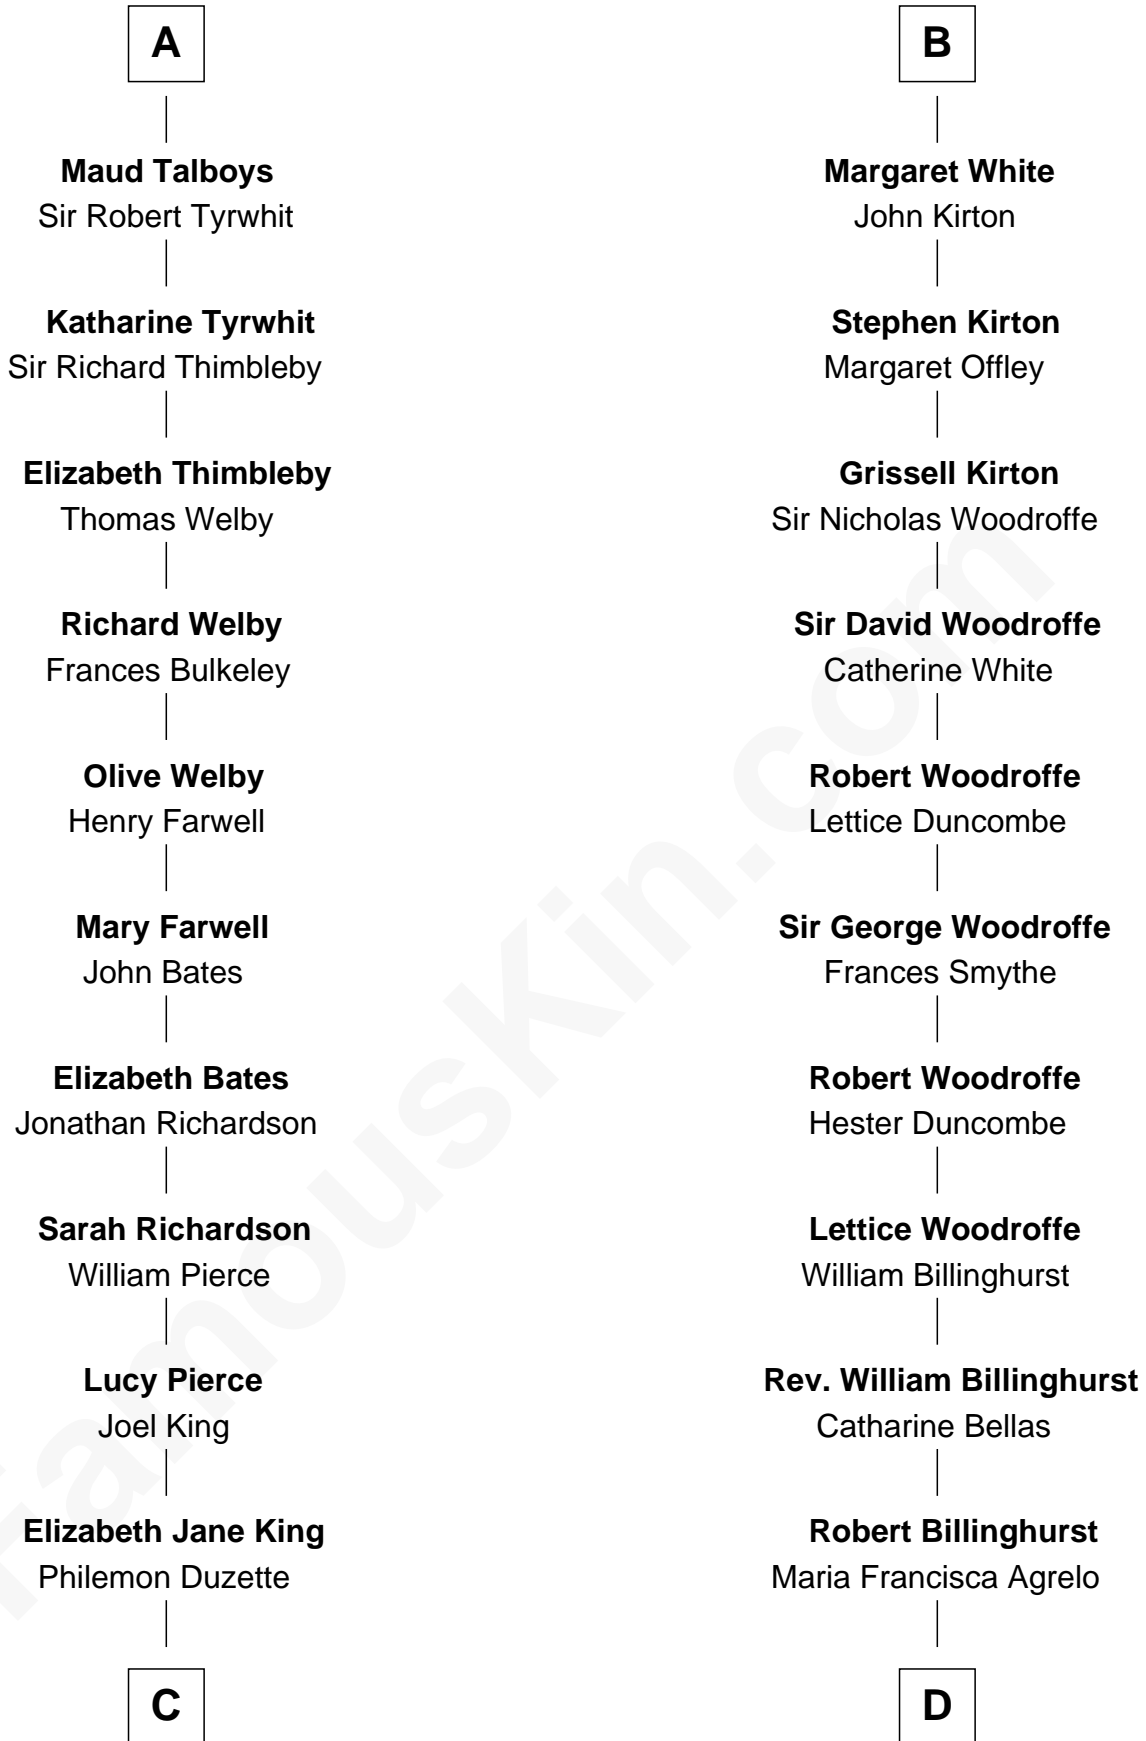 A
Maud Talboys
Sir Robert Tyrwhit
Katharine Tyrwhit
Sir Richard Thimbleby
Elizabeth Thimbleby
Thomas Welby
Richard Welby
Frances Bulkeley
Olive Welby
Henry Farwell
Mary Farwell
John Bates
Elizabeth Bates
Jonathan Richardson
Sarah Richardson
William Pierce
Lucy Pierce
Joel King
Elizabeth Jane King
Philemon Duzette
C
B
Margaret White
John Kirton
Stephen Kirton
Margaret Offley
Grissell Kirton
Sir Nicholas Woodroffe
Sir David Woodroffe
Catherine White
Robert Woodroffe
Lettice Duncombe
Sir George Woodroffe
Frances Smythe
Robert Woodroffe
Hester Duncombe
Lettice Woodroffe
William Billinghurst
Rev. William Billinghurst
Catharine Bellas
Robert Billinghurst
Maria Francisca Agrelo
D
FamousKin.com